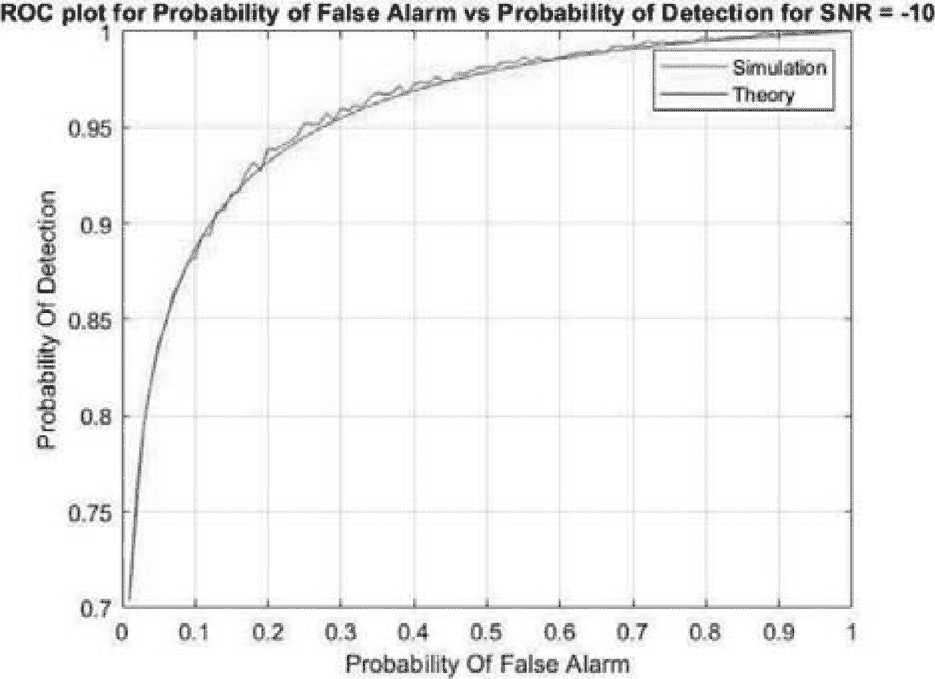 ROC plot for Probability of False Alarm vs Probability of Detection for SNR = -10
1
0.95
0.9
0.85
0.8
0.75
0.7
Probability Of Detection
Simulation
Theory
0 0.1 0.2 0.3 0.4 0.5 0.6 0.7 0.8 0.9 1
Probability Of False Alarm